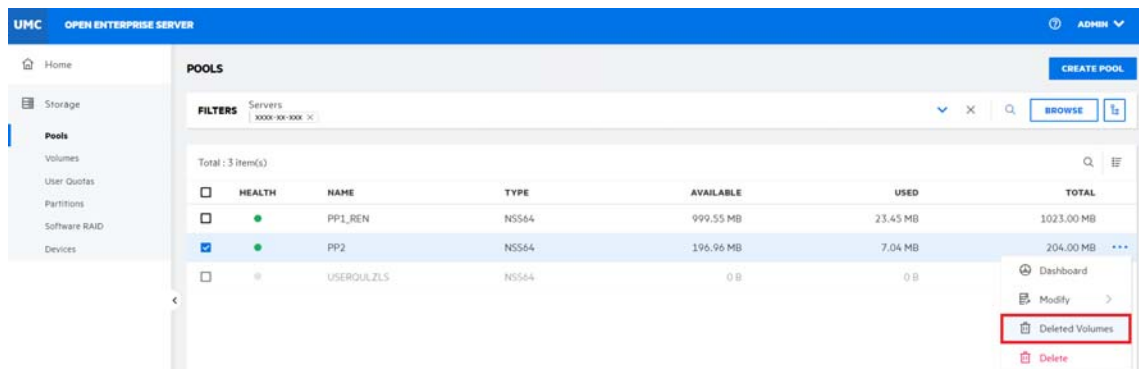 UMC OPEN ENTERPRISE SERVER ADMIN
Home
Storage
Pools
Volumes
User Quotas
Partitions
Software RAID
Devices
POOLS CREATE POOL
FILTERS Servers
xxxx-xx-xxx BROWSE
Total : 3 item(s)
HEALTH NAME TYPE AVAILABLE USED TOTAL
PP1_REN NSS64 999.55 MB 23.45 MB 1023.00 MB
PP2 NSS64 196.96 MB 7.04 MB 204.00 MB
NSS64 0 B 0 B
Dashboard
Modify
Deleted Volumes
Delete